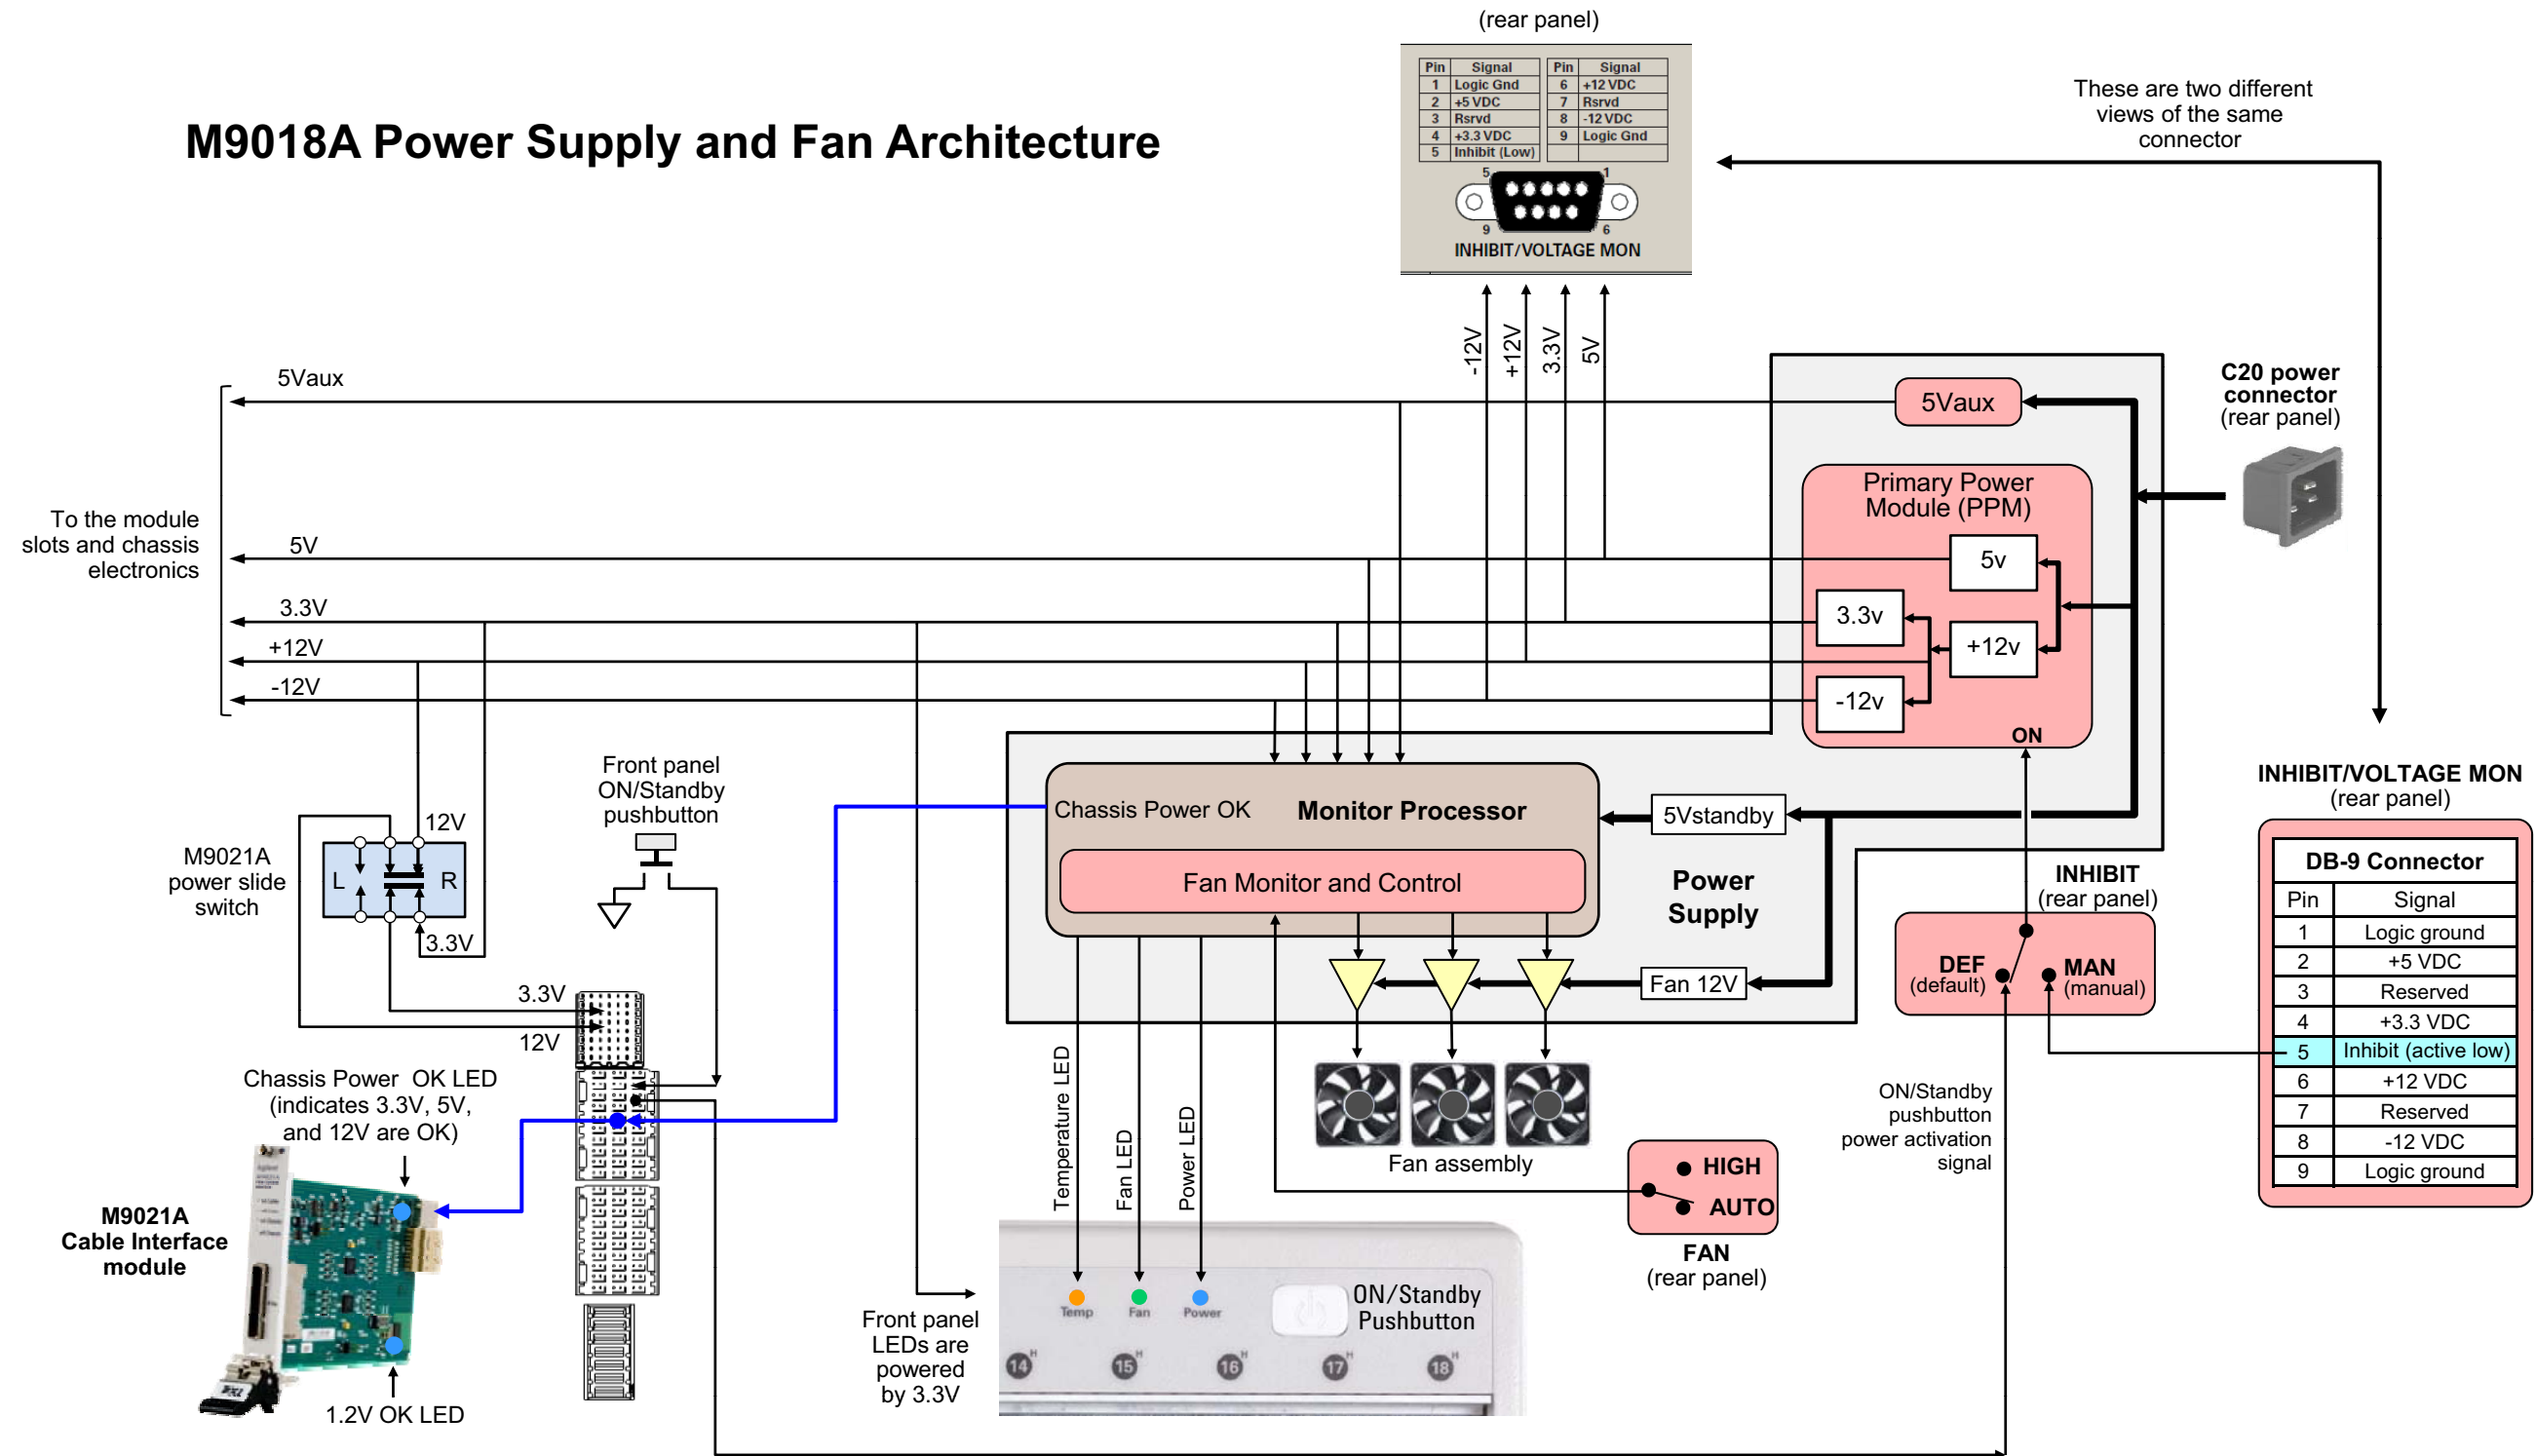 (rear panel)
Pin Signal Pin Signal
1 Logic Gnd 6 +12 VDC
2 +5 VDC 7 Rsrvd
3 Rsrvd 8 -12 VDC
4 +3.3 VDC 9 Logic Gnd
5 Inhibit (Low)
5 1
9 6
INHIBIT/VOLTAGE MON
These are two different
views of the same
connector
M9018A Power Supply and Fan Architecture
-12V
+12V
3.3V
5V
5Vaux
5Vaux
C20 power
connector
(rear panel)
Primary Power
Module (PPM)
To the module
slots and chassis
electronics
5V
5v
3.3V
3.3v
+12V
+12v
-12V
-12v
ON
Front panel
ON/Standby
pushbutton
INHIBIT/VOLTAGE MON
(rear panel)
Chassis Power OK
Monitor Processor
5Vstandby
12V
M9021A
power slide
switch
L
R
3.3V
Fan Monitor and Control
Power
Supply
INHIBIT
(rear panel)
DB-9 Connector
Pin Signal
1 Logic ground
2 +5 VDC
3 Reserved
4 +3.3 VDC
5 Inhibit (active low)
6 +12 VDC
7 Reserved
8 -12 VDC
9 Logic ground
DEF
(default)
MAN
(manual)
Fan 12V
3.3V
12V
Chassis Power OK LED
(indicates 3.3V, 5V,
and 12V are OK)
Temperature LED
Fan LED
Power LED
Fan assembly
ON/Standby
pushbutton
power activation
signal
HIGH
AUTO
FAN
(rear panel)
M9021A
Cable Interface
module
1.2V OK LED
Front panel
LEDs are
powered
by 3.3V
Temp
Fan
Power
ON/Standby
Pushbutton
14H 15H 16H 17H 18H